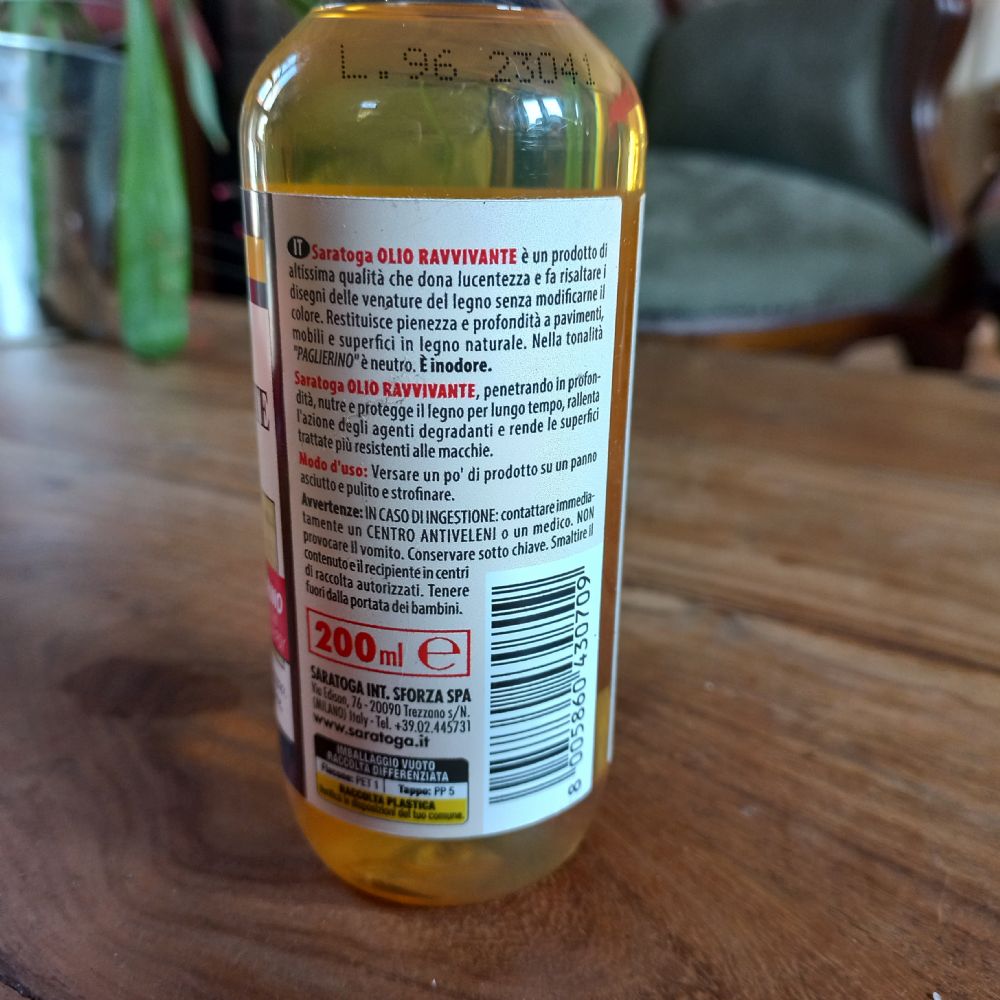 L.96 23041
IT Saratoga OLIO RAVVIVANTE è un prodotto di
altissima qualità che dona lucentezza e fa risaltare i
disegni delle venature del legno senza modificarne il
colore. Restituisce pienezza e profondità a pavimenti,
mobili e superfici in legno naturale. Nella tonalità
"PAGLIERINO" è neutro. È inodore.
Saratoga OLIO RAVVIVANTE, penetrando in profon-
dità, nutre e protegge il legno per lungo tempo, rallenta
l'azione degli agenti degradanti e rende le superfici
trattate più resistenti alle macchie.
Modo d'uso: Versare un po' di prodotto su un panno
asciutto e pulito e strofinare.
Avvertenze: IN CASO DI INGESTIONE: contattare immedia-
tamente un CENTRO ANTIVELENI o un medico. NON
provocare il vomito. Conservare sotto chiave. Smaltire il
contenuto e il recipiente in centri
di raccolta autorizzati. Tenere
fuori dalla portata dei bambini.
200 ml e
SARATOGA INT. SFORZA SPA
Via Edison, 76 - 20090 Trezzano s/N.
(MILANO) Italy - Tel. +39.02.445731
www.saratoga.it
IMBALLAGGIO VUOTO
RACCOLTA DIFFERENZIATA
Flacone: PET 1 Tappo: PP 5
RACCOLTA PLASTICA
Verifica le disposizioni del tuo comune.
8 005860 430709